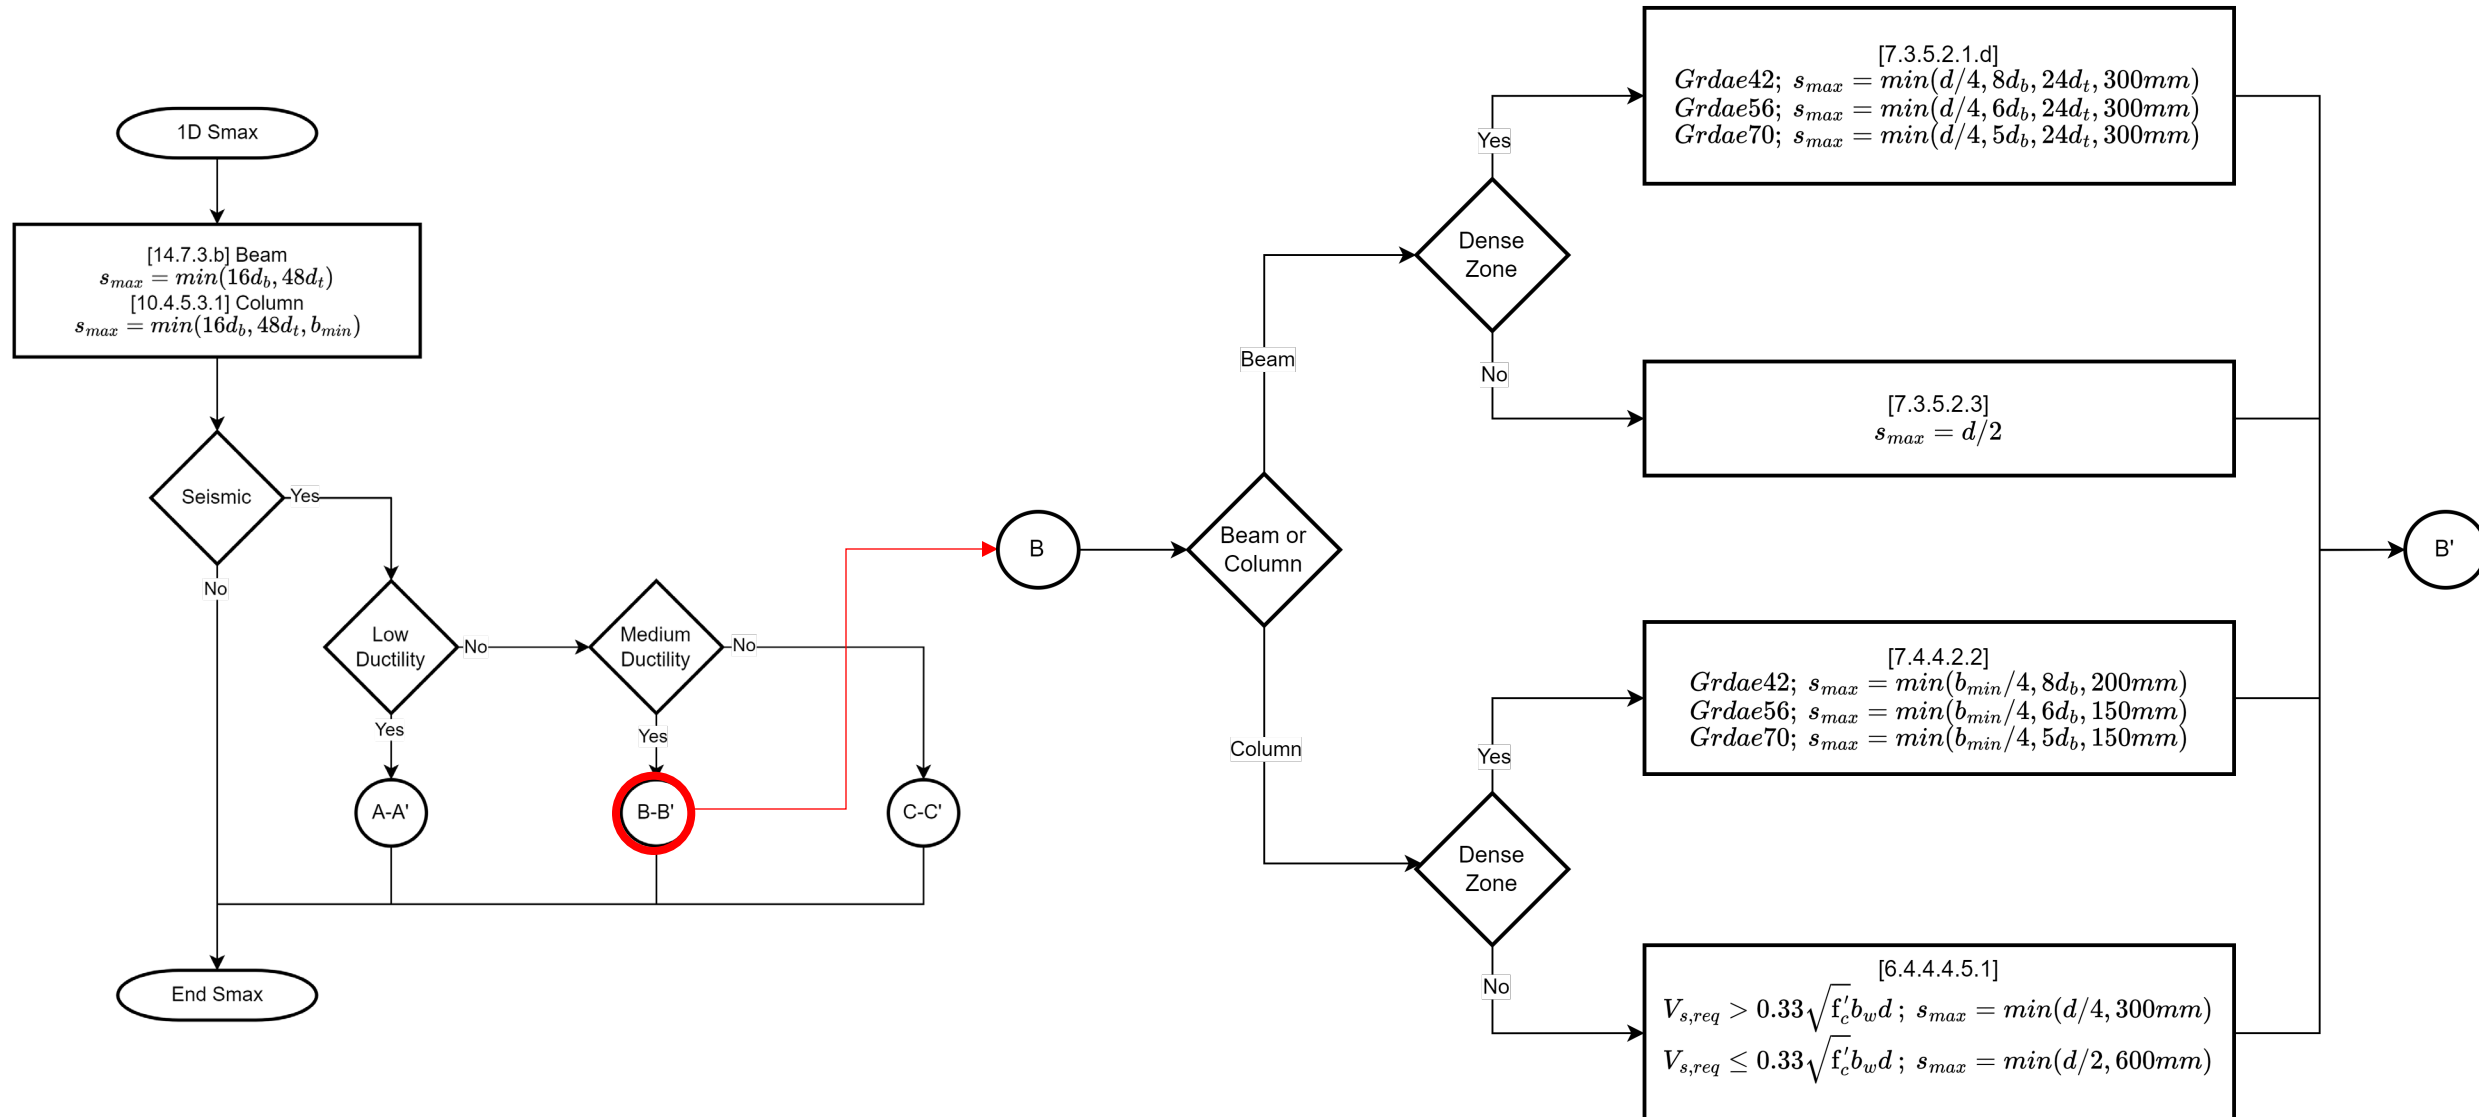 1D Smax
[14.7.3.b] Beam
s_max = min(16d_b, 48d_t)
[10.4.5.3.1] Column
s_max = min(16d_b, 48d_t, b_min)
Seismic
Yes
No
Low
Ductility
No
Yes
Medium
Ductility
No
Yes
A-A'
B-B'
C-C'
End Smax
B
Beam or
Column
Beam
Column
Dense
Zone
Yes
No
[7.3.5.2.1.d]
Grdae42; s_max = min(d/4, 8d_b, 24d_t, 300mm)
Grdae56; s_max = min(d/4, 6d_b, 24d_t, 300mm)
Grdae70; s_max = min(d/4, 5d_b, 24d_t, 300mm)
[7.3.5.2.3]
s_max = d/2
Dense
Zone
Yes
No
[7.4.4.2.2]
Grdae42; s_max = min(b_min/4, 8d_b, 200mm)
Grdae56; s_max = min(b_min/4, 6d_b, 150mm)
Grdae70; s_max = min(b_min/4, 5d_b, 150mm)
[6.4.4.4.5.1]
V_s,req > 0.33√f'_c b_w d ; s_max = min(d/4, 300mm)
V_s,req ≤ 0.33√f'_c b_w d ; s_max = min(d/2, 600mm)
B'